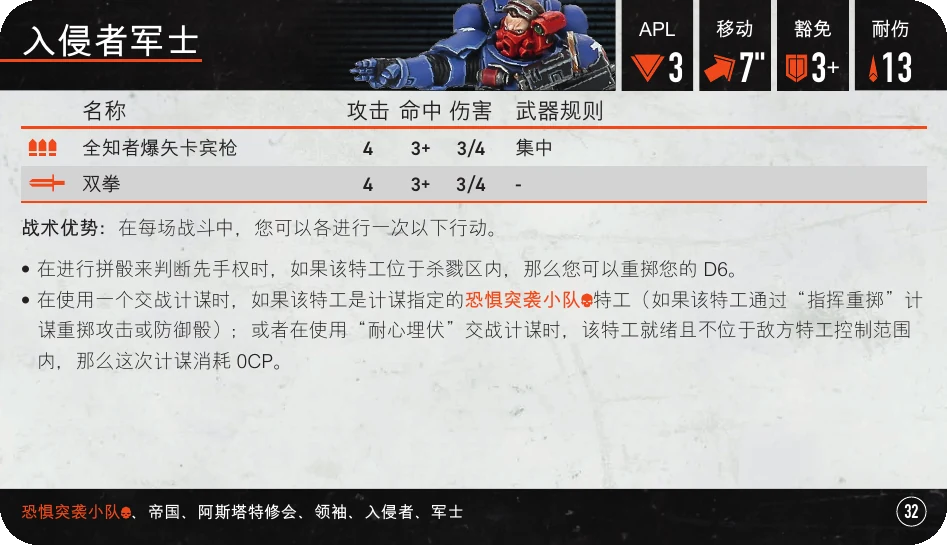 入侵者军士
APL 移动 豁免 耐伤
3 7" 3+ 13
名称 攻击 命中 伤害 武器规则
全知者爆矢卡宾枪 4 3+ 3/4 集中
双拳 4 3+ 3/4 -
战术优势：在每场战斗中，您可以各进行一次以下行动。
• 在进行拼骰来判断先手权时，如果该特工位于杀戮区内，那么您可以重掷您的 D6。
• 在使用一个交战计谋时，如果该特工是计谋指定的恐惧突袭小队特工（如果该特工通过“指挥重掷”计
谋重掷攻击或防御骰）；或者在使用“耐心埋伏”交战计谋时，该特工就绪且不位于敌方特工控制范围
内，那么这次计谋消耗 0CP。
恐惧突袭小队、帝国、阿斯塔特修会、领袖、入侵者、军士
32